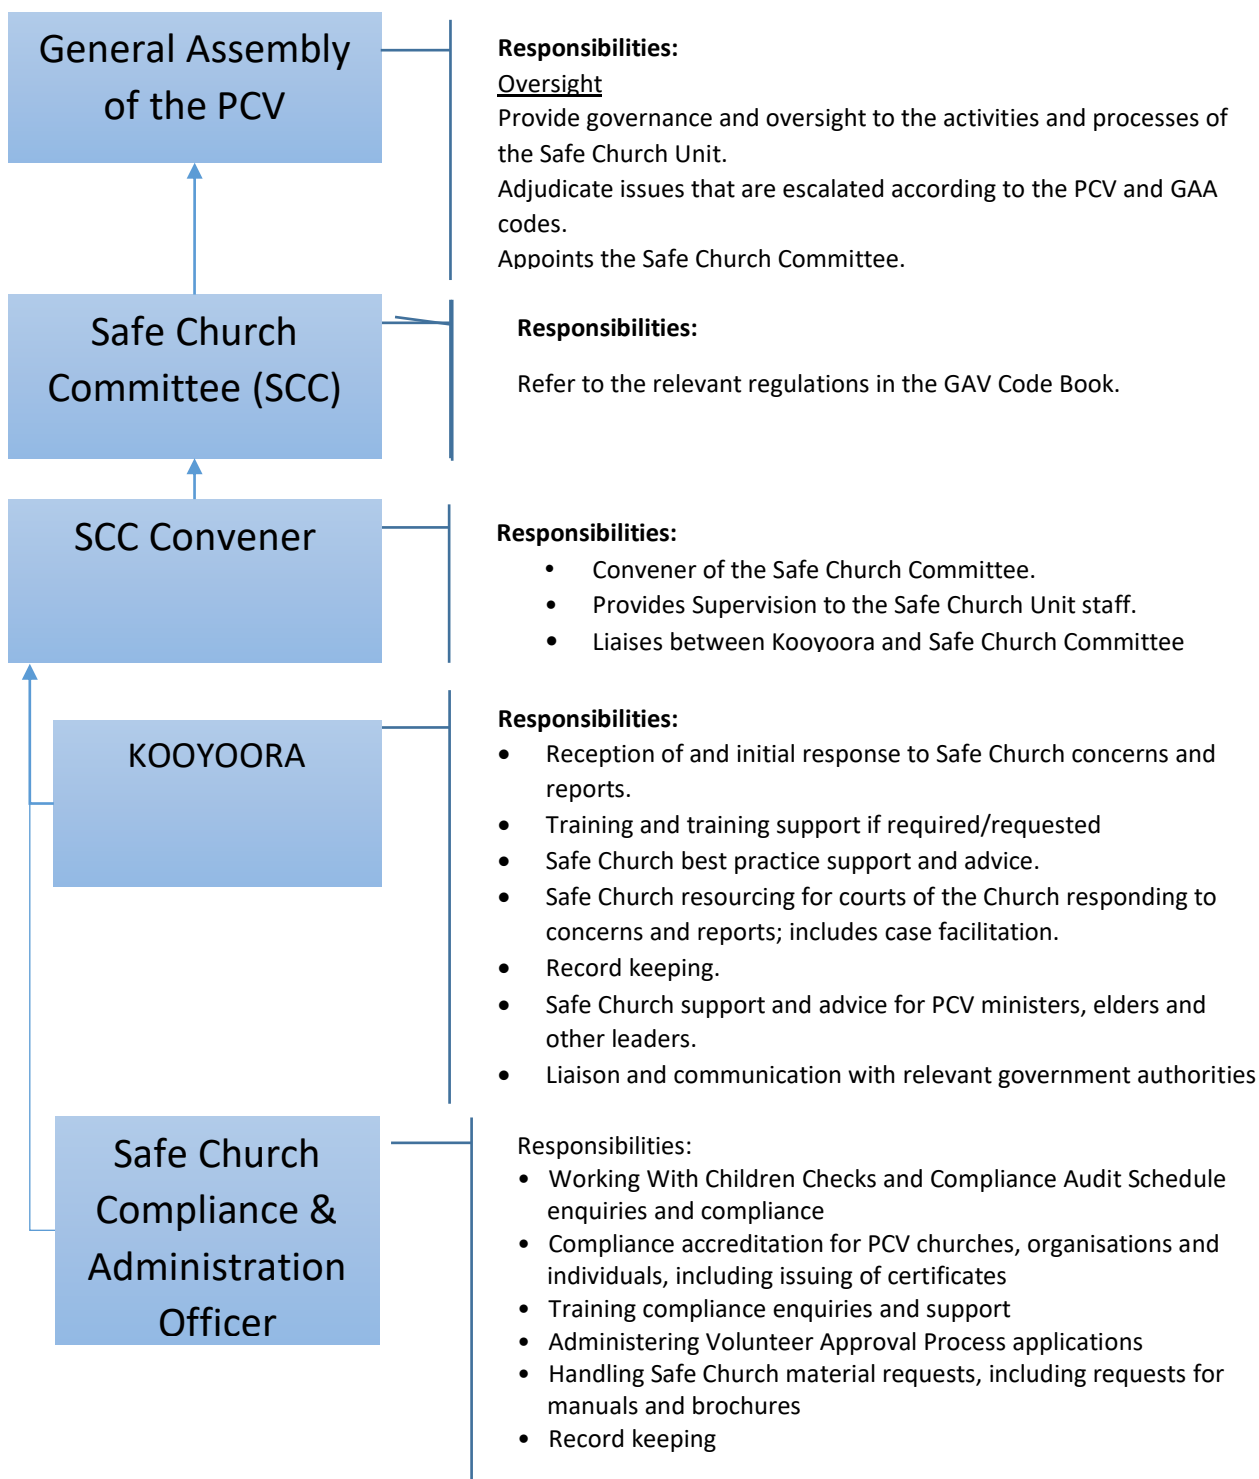 General Assembly
of the PCV
Responsibilities:
Oversight
Provide governance and oversight to the activities and processes of
the Safe Church Unit.
Adjudicate issues that are escalated according to the PCV and GAA
codes.
Appoints the Safe Church Committee.
Safe Church
Committee (SCC)
Responsibilities:
Refer to the relevant regulations in the GAV Code Book.
SCC Convener
Responsibilities:
• Convener of the Safe Church Committee.
• Provides Supervision to the Safe Church Unit staff.
• Liaises between Kooyoora and Safe Church Committee
KOOYOORA
Responsibilities:
• Reception of and initial response to Safe Church concerns and
reports.
• Training and training support if required/requested
• Safe Church best practice support and advice.
• Safe Church resourcing for courts of the Church responding to
concerns and reports; includes case facilitation.
• Record keeping.
• Safe Church support and advice for PCV ministers, elders and
other leaders.
• Liaison and communication with relevant government authorities
Safe Church
Compliance &
Administration
Officer
Responsibilities:
• Working With Children Checks and Compliance Audit Schedule
enquiries and compliance
• Compliance accreditation for PCV churches, organisations and
individuals, including issuing of certificates
• Training compliance enquiries and support
• Administering Volunteer Approval Process applications
• Handling Safe Church material requests, including requests for
manuals and brochures
• Record keeping